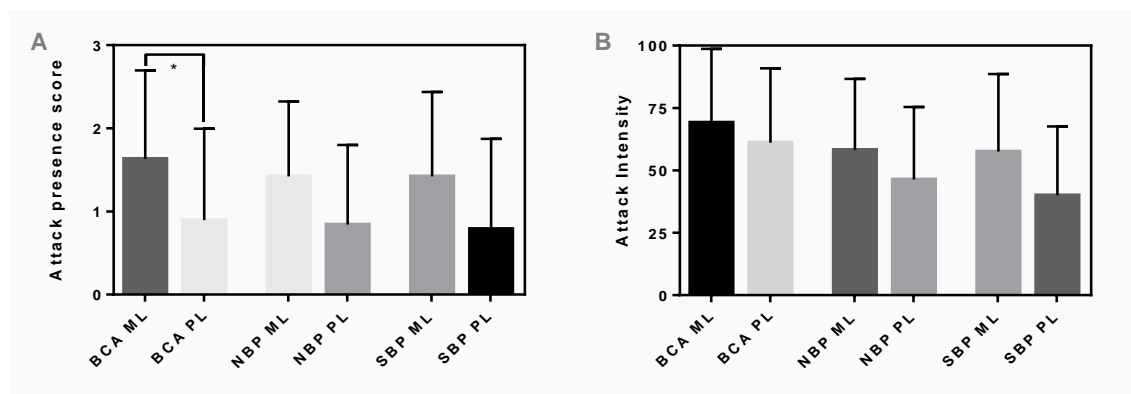 A
Attack presence score
3
2
1
0
*
BCA ML
BCA PL
NBP ML
NBP PL
SBP ML
SBP PL
B
Attack Intensity
100
75
50
25
0
BCA ML
BCA PL
NBP ML
NBP PL
SBP ML
SBP PL